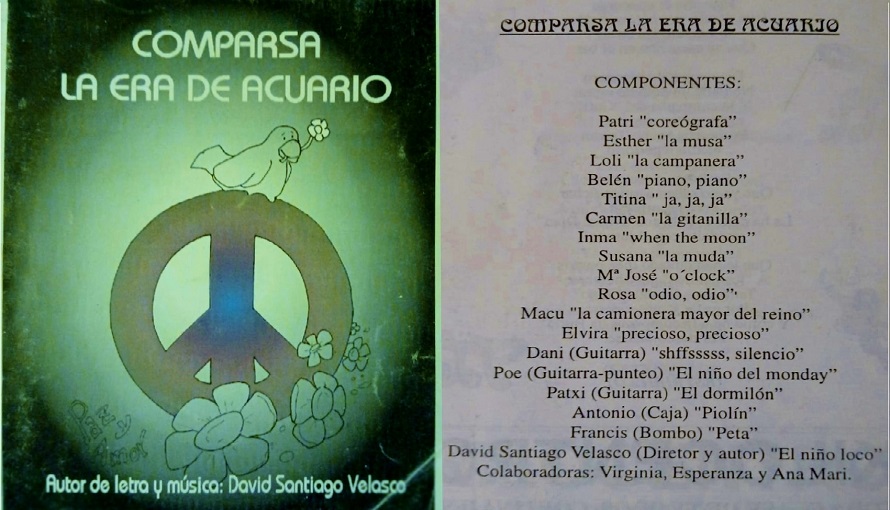 COMPARSA
LA ERA DE ACUARIO
Autor de letra y música: David Santiago Velasco
COMPARSA LA ERA DE ACUARIO
COMPONENTES:
Patri "coreógrafa”
Esther "la musa”
Loli "la campanera”
Belén "piano, piano”
Titina " ja, ja, ja”
Carmen "la gitanilla”
Inma "when the moon”
Susana "la muda”
Mª José "o´clock”
Rosa "odio, odio”
Macu "la camionera mayor del reino”
Elvira "precioso, precioso”
Dani (Guitarra) "shffsssss, silencio”
Poe (Guitarra-punteo) "El niño del monday”
Patxi (Guitarra) "El dormilón”
Antonio (Caja) "Piolín”
Francis (Bombo) "Peta”
David Santiago Velasco (Diretor y autor) "El niño loco”
Colaboradoras: Virginia, Esperanza y Ana Mari.